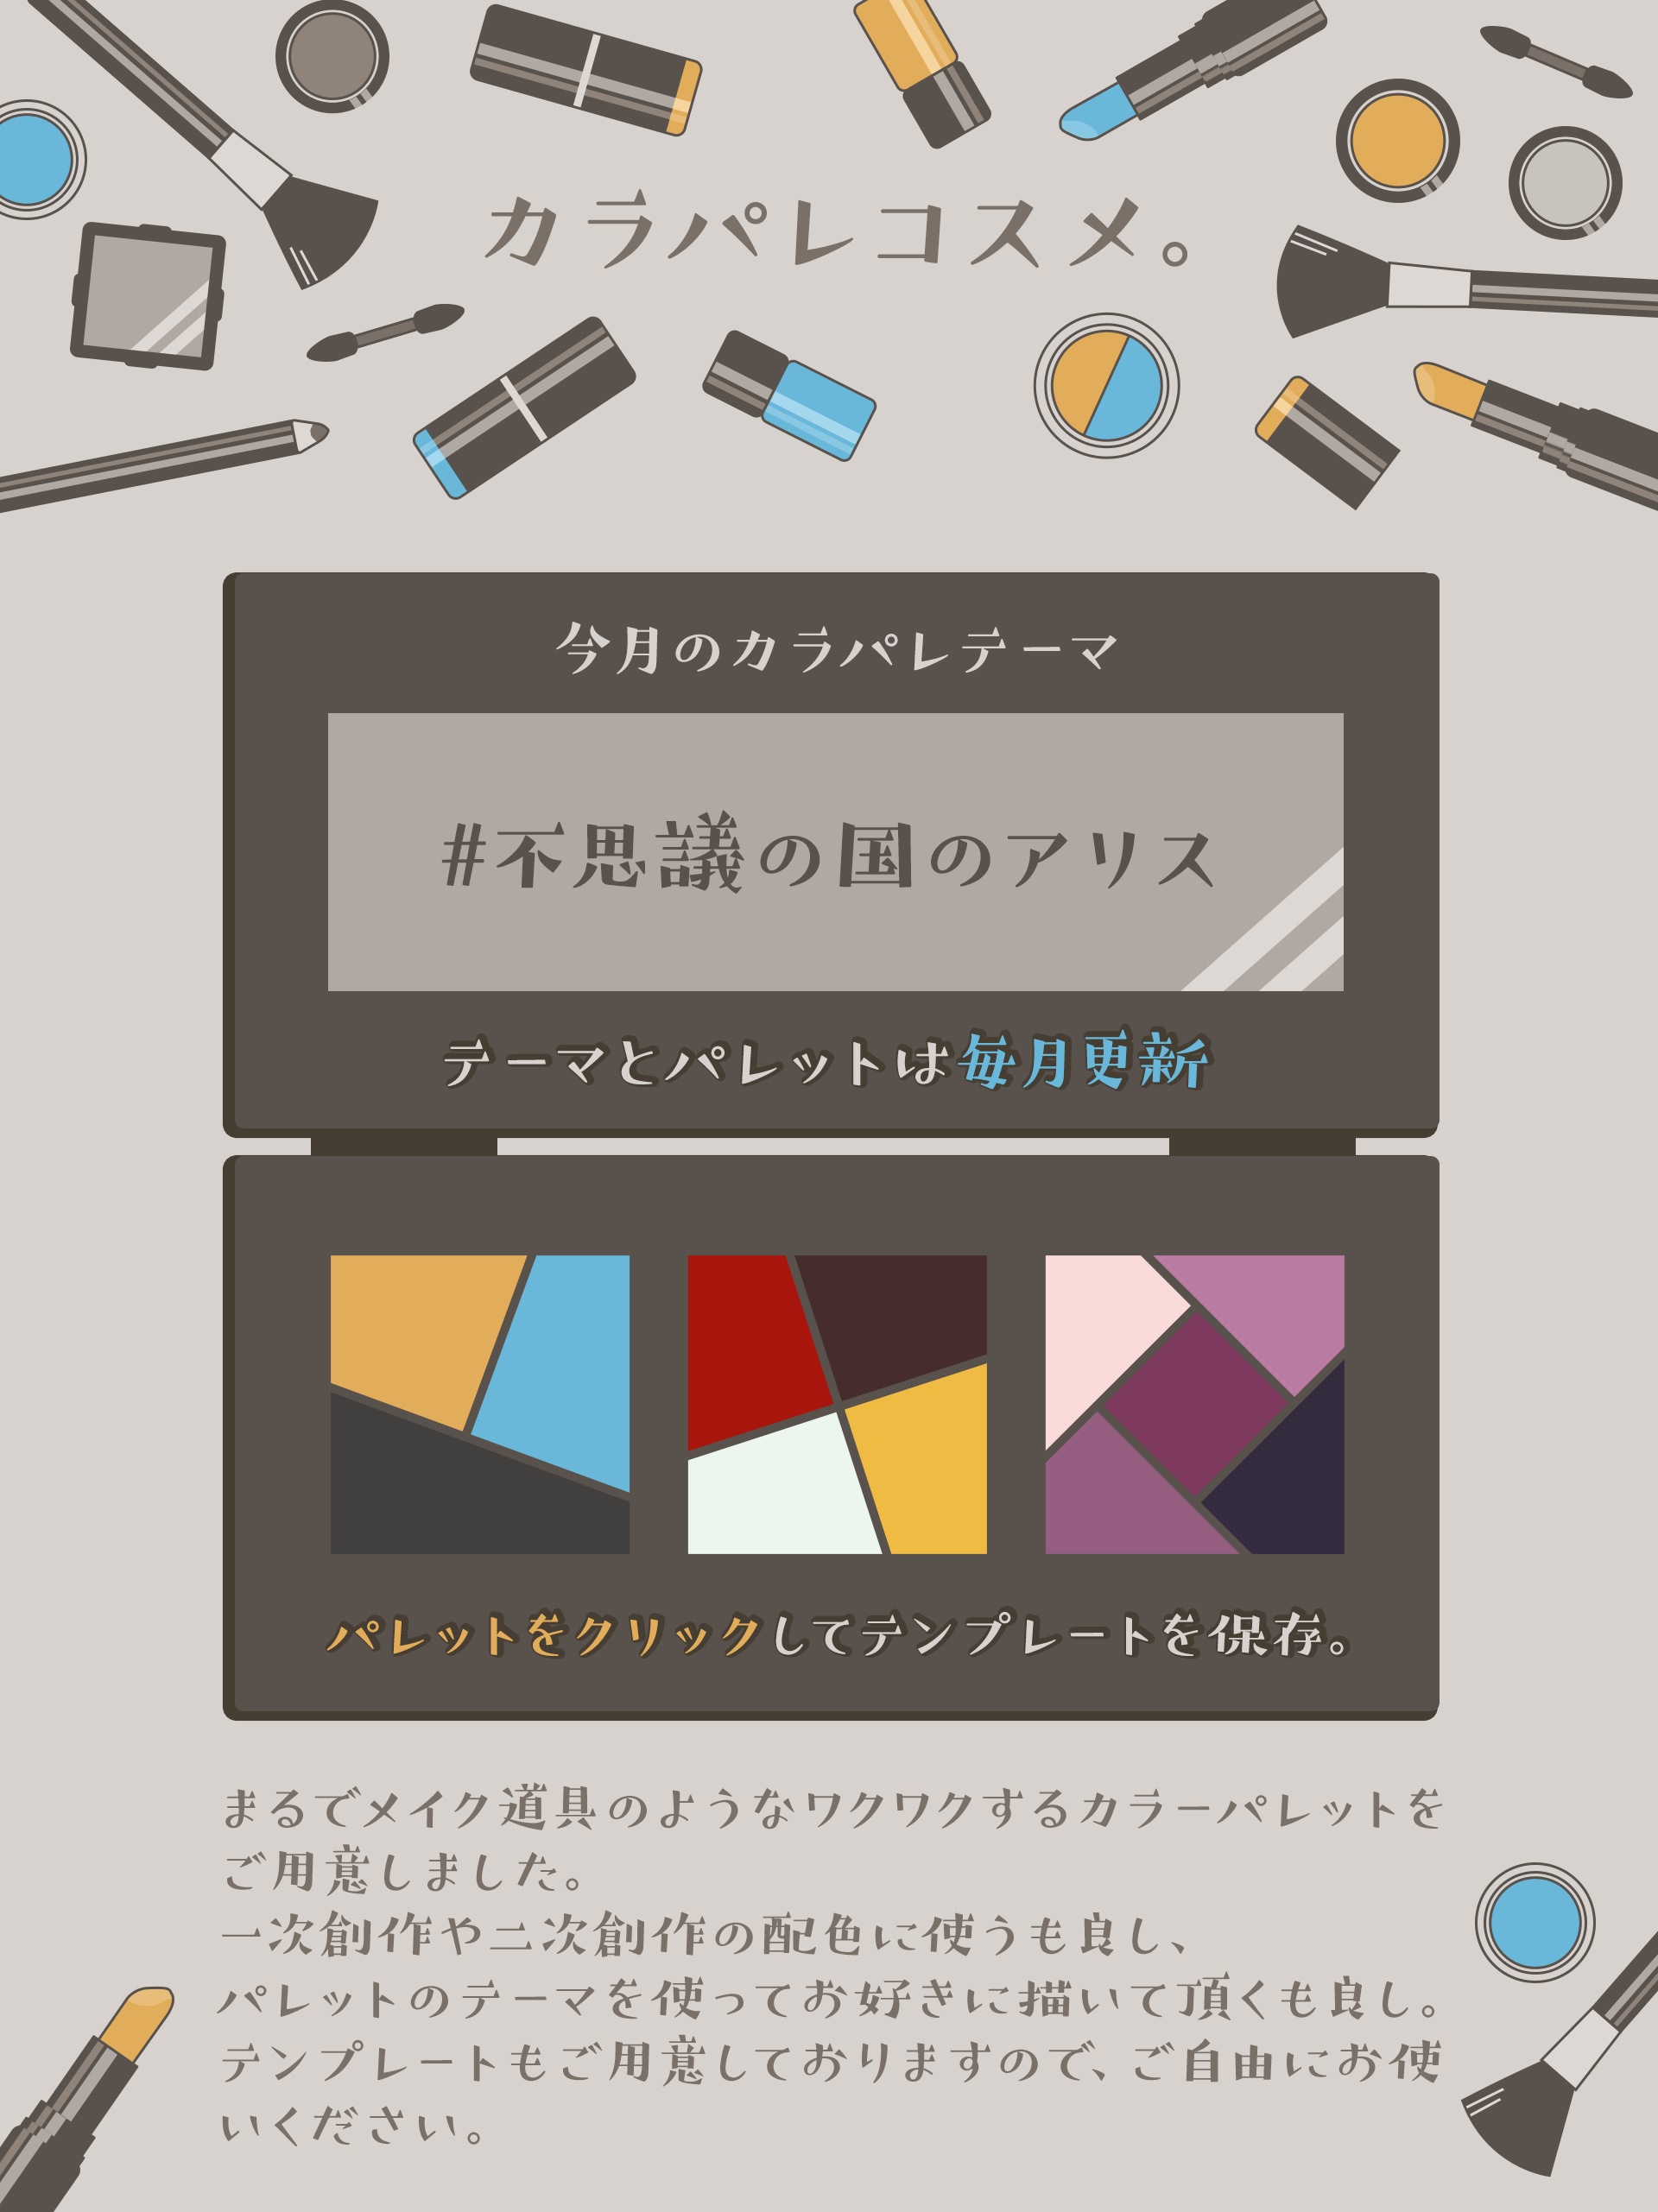 カラパレコスメ。
今月のカラパレテーマ
#不思議の国のアリス
テーマとパレットは毎月更新
パレットをクリックしてテンプレートを保存。
まるでメイク道具のようなワクワクするカラーパレットを
ご用意しました。
一次創作や二次創作の配色に使うも良し、
パレットのテーマを使ってお好きに描いて頂くも良し。
テンプレートもご用意しておりますので、ご自由にお使
いください。